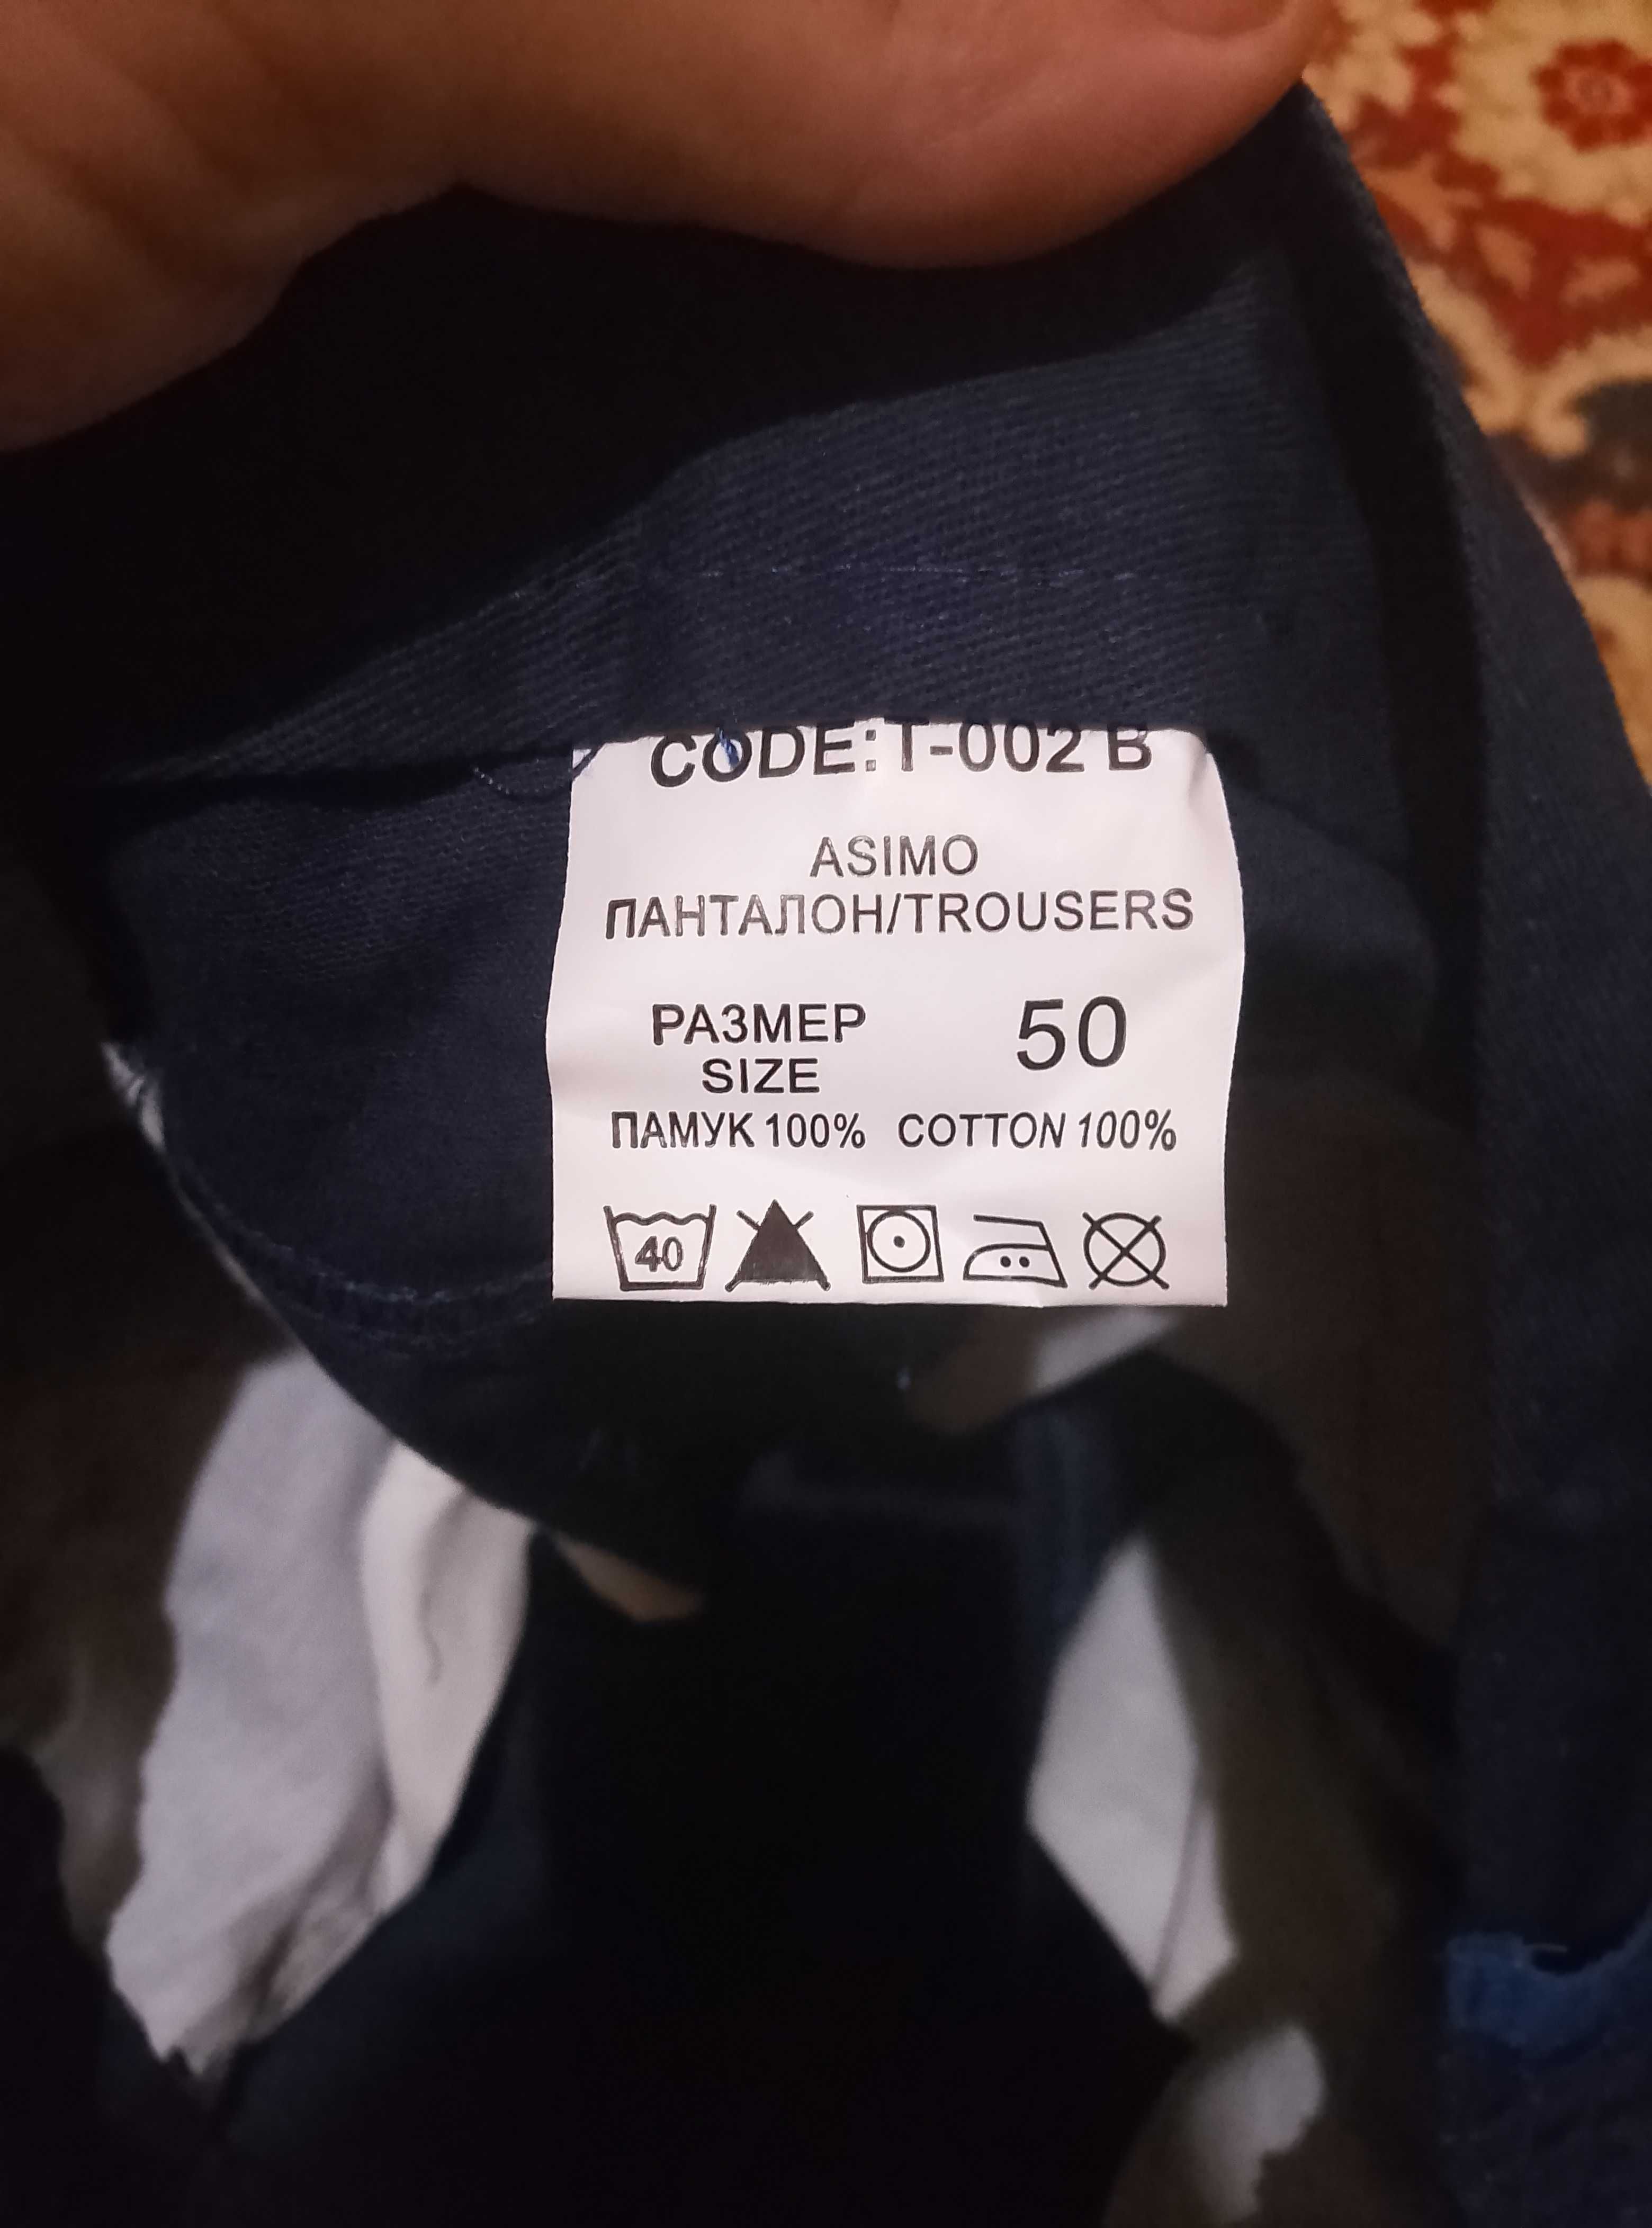 CODE:T-002 B
ASIMO
ПАНТАЛОН/TROUSERS
РАЗМЕР 50
SIZE
ПАМУК 100% COTTON 100%
40